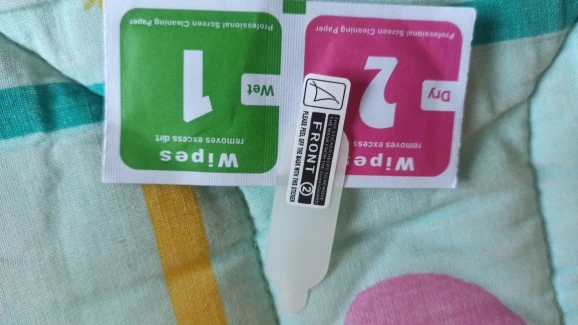 Wipes
removes excess dirt
1
Wet
Professional Screen Cleaning Paper
Wipes
removes excess
2
Dry
Professional Screen Cleaning Paper
FRONT 2
PLEASE PEEL OFF THE MASK WITH THIS STICKER